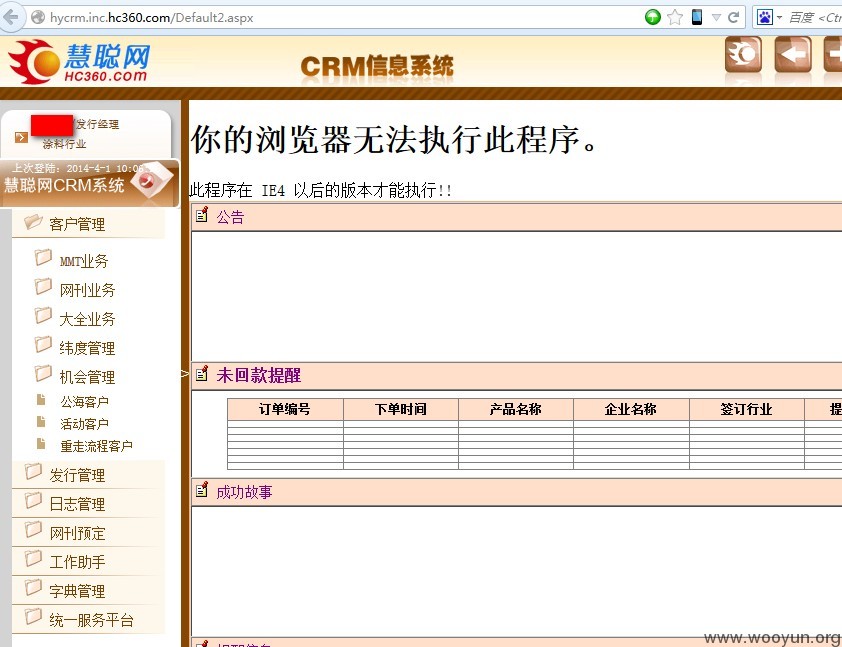 hycrm.inc.hc360.com/Default2.aspx
百度 <Ctr
慧聪网
HC360.com
CRM信息系统
发行经理
涂料行业
上次登陆: 2014-4-1 10:06
慧聪网CRM系统
客户管理
MMT业务
网刊业务
大全业务
纬度管理
机会管理
公海客户
活动客户
重走流程客户
发行管理
日志管理
网刊预定
工作助手
字典管理
统一服务平台
>
你的浏览器无法执行此程序。
此程序在 IE4 以后的版本才能执行!!
公告
未回款提醒
订单编号 下单时间 产品名称 企业名称 签订行业 提
成功故事
www.wooyun.org